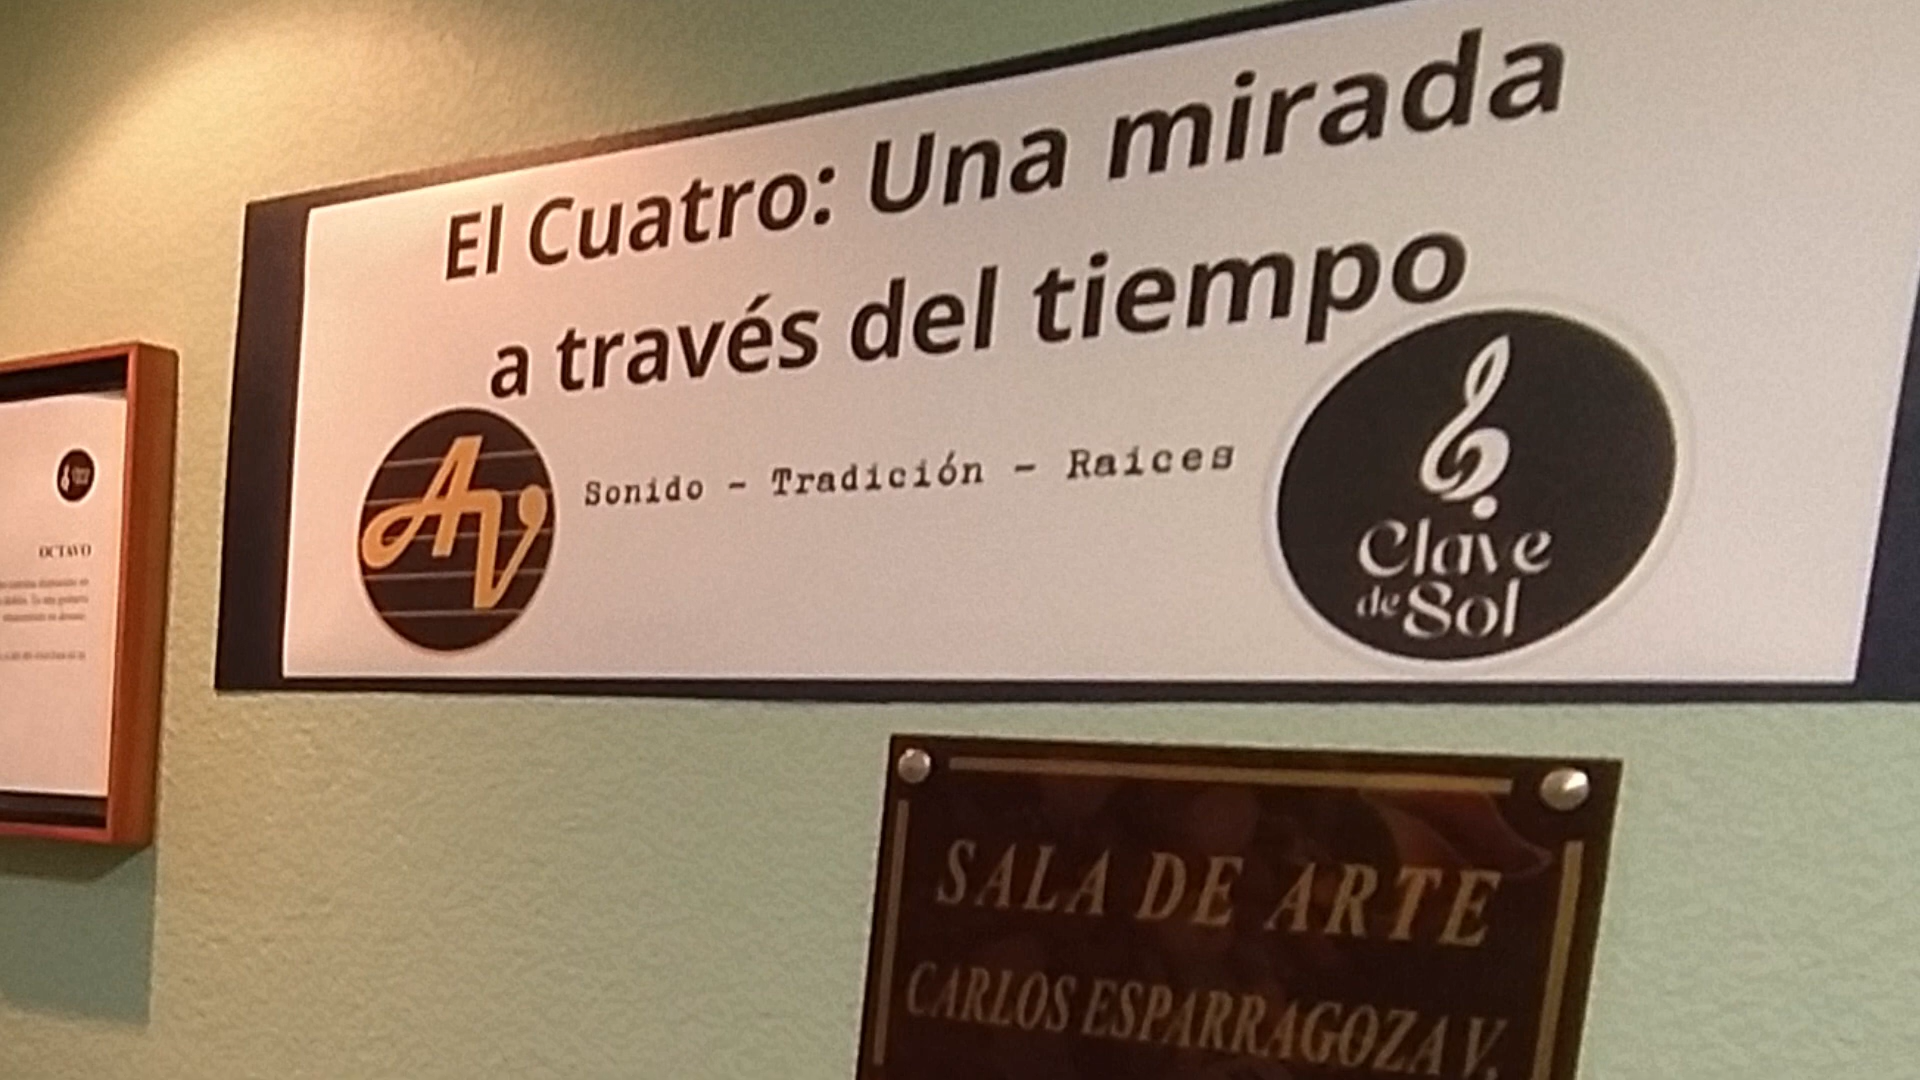 El Cuatro: Una mirada
a través del tiempo
AV
Sonido - Tradición - Raices
Clave
de Sol
OCTAVO
SALA DE ARTE
CARLOS ESPARRAGOZA V.